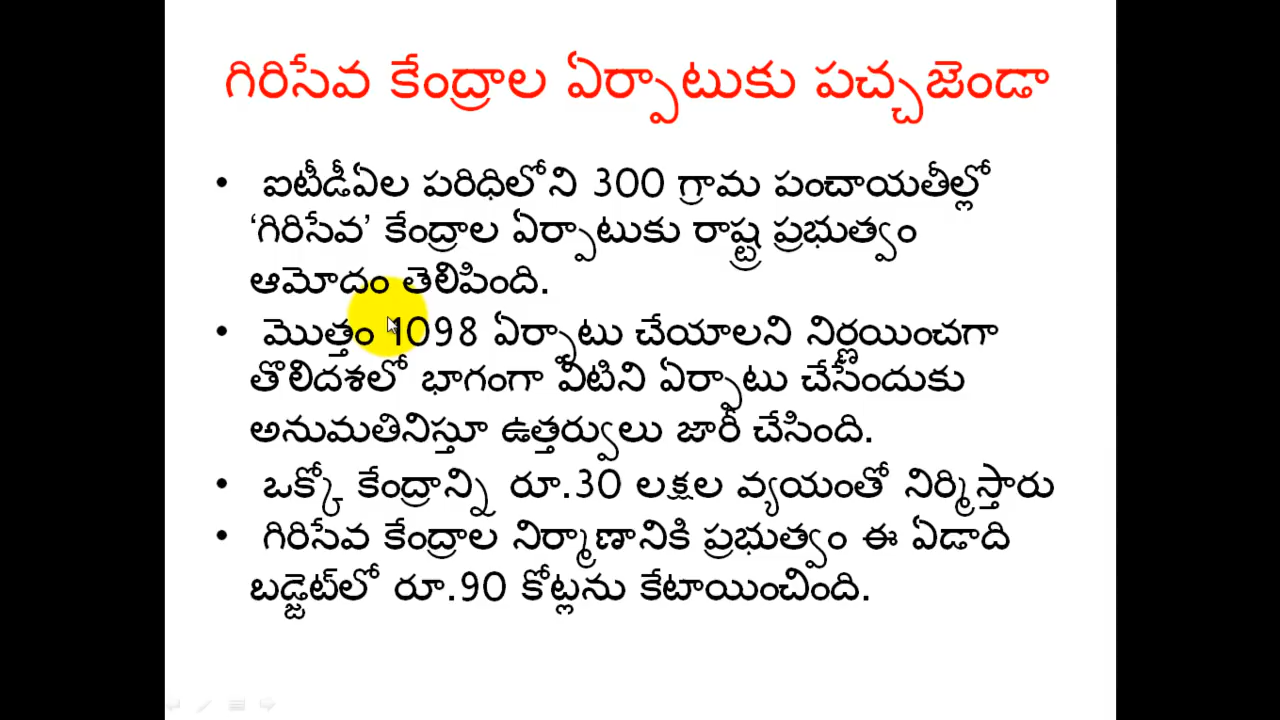 గిరిసేవ కేంద్రాల ఏర్పాటుకు పచ్చజెండా
• ఐటీడీఏల పరిధిలోని 300 గ్రామ పంచాయతీల్లో
‘గిరిసేవ’ కేంద్రాల ఏర్పాటుకు రాష్ట్ర ప్రభుత్వం
ఆమోదం తెలిపింది.
• మొత్తం 1098 ఏర్పాటు చేయాలని నిర్ణయించగా
తొలిదశలో భాగంగా వీటిని ఏర్పాటు చేసేందుకు
అనుమతినిస్తూ ఉత్తర్వులు జారీ చేసింది.
• ఒక్కో కేంద్రాన్ని రూ.30 లక్షల వ్యయంతో నిర్మిస్తారు
• గిరిసేవ కేంద్రాల నిర్మాణానికి ప్రభుత్వం ఈ ఏడాది
బడ్జెట్‌లో రూ.90 కోట్లను కేటాయించింది.